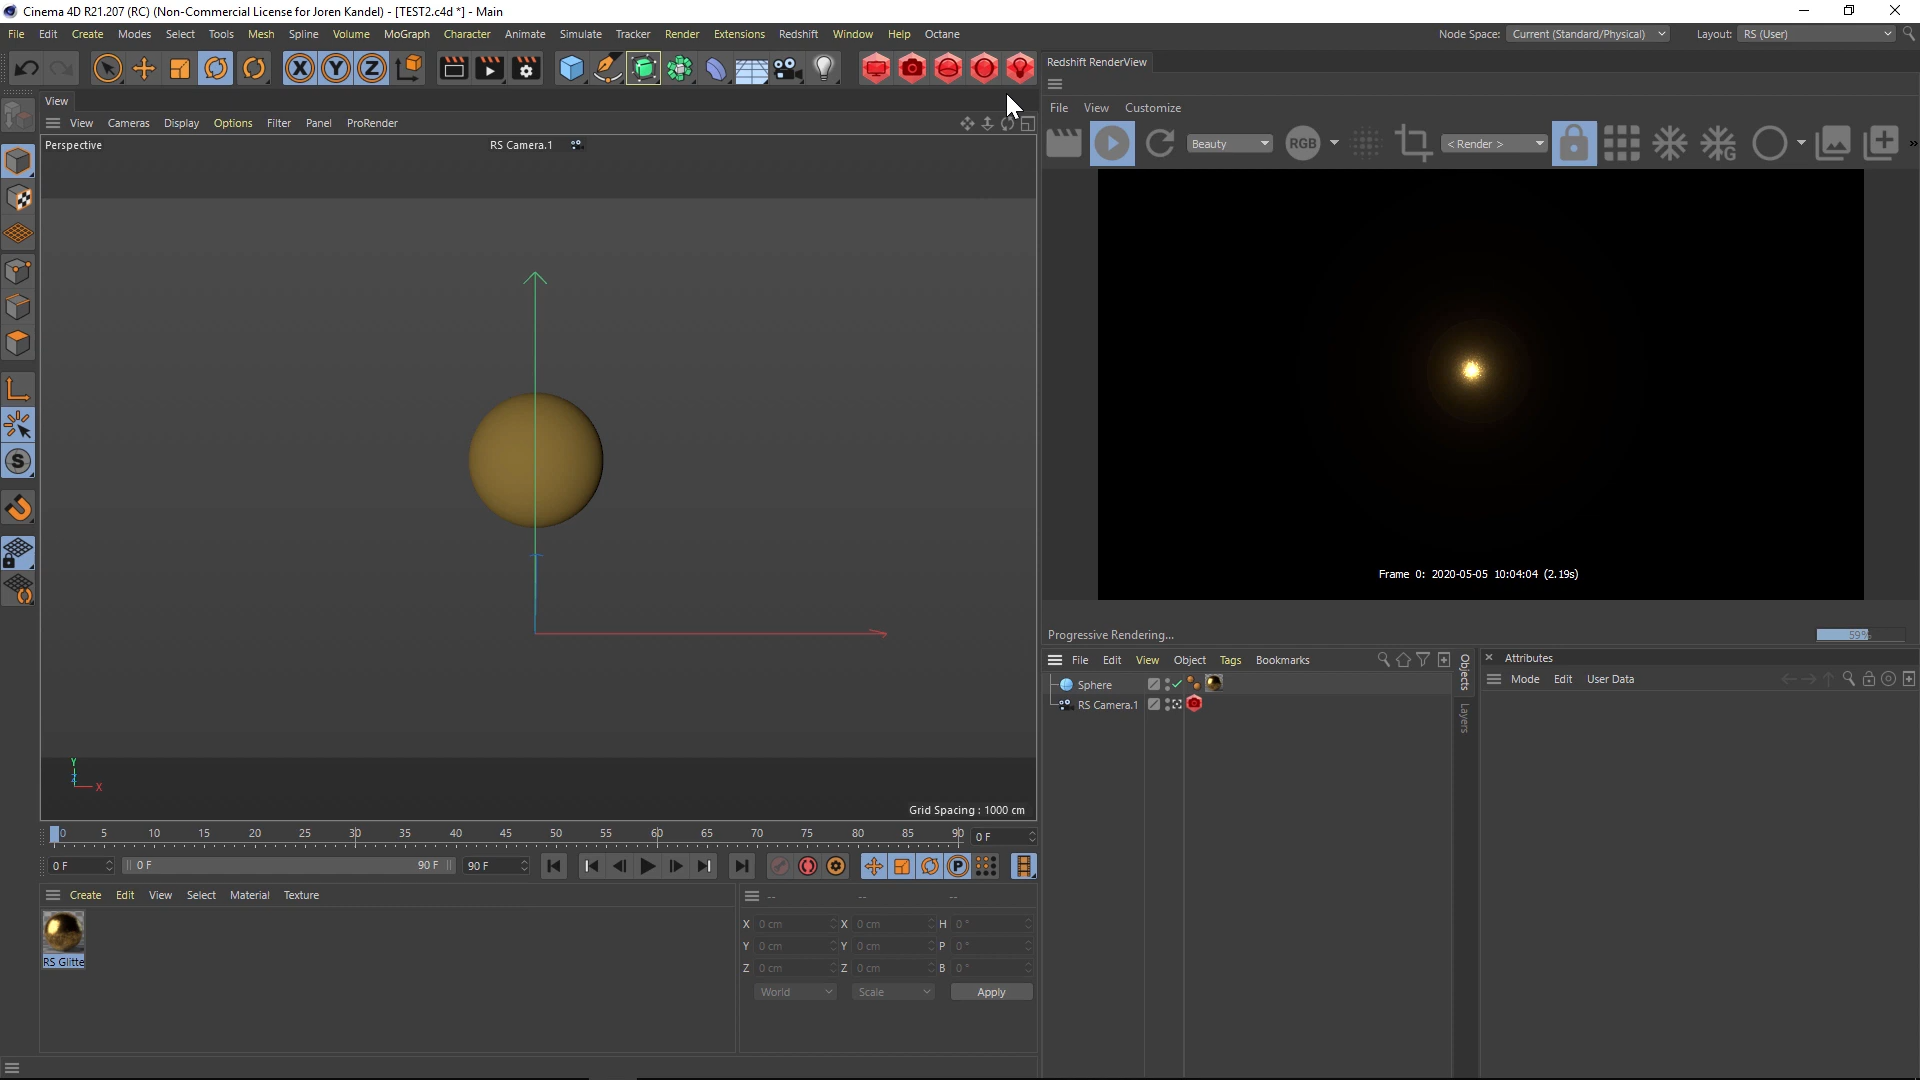 Cinema 4D R21.207 (RC) (Non-Commercial License for Joren Kandel) - [TEST2.c4d *] - Main
File Edit Create Modes Select Tools Mesh Spline Volume MoGraph Character Animate Simulate Tracker Render Extensions Redshift Window Help Octane
Node Space: Current (Standard/Physical) Layout: RS (User)
X Y Z
Redshift RenderView
View
View Cameras Display Options Filter Panel ProRender
File View Customize
Beauty RGB < Render > G »
Perspective RS Camera.1
S
Y
Z
X
Grid Spacing : 1000 cm
Frame 0: 2020-05-05 10:04:04 (2.19s)
Progressive Rendering... 59%
File Edit View Object Tags Bookmarks
Sphere
RS Camera.1
Objects
Layers
Attributes
Mode Edit User Data
0 5 10 15 20 25 30 35 40 45 50 55 60 65 70 75 80 85 90 0 F
0 F 0 F 90 F 90 F P
Create Edit View Select Material Texture
RS Glitte
-- -- --
X 0 cm X 0 cm H 0 °
Y 0 cm Y 0 cm P 0 °
Z 0 cm Z 0 cm B 0 °
World Scale Apply